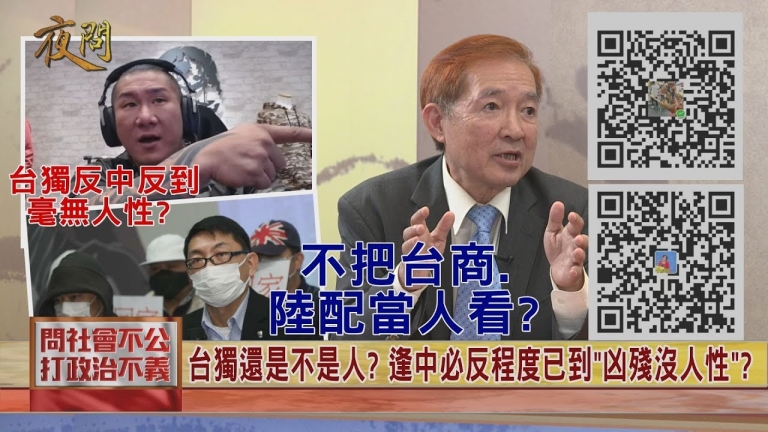 夜問
台獨反中反到
毫無人性?
不把台商.
陸配當人看?
問社會不公
打政治不義
台獨還是不是人? 逢中必反程度已到"凶殘沒人性"?